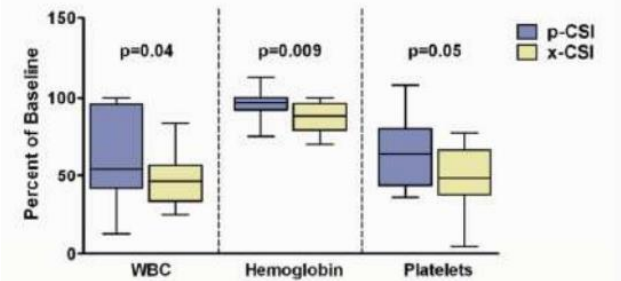 150
100
50
0
Percent of Baseline
p=0.04
p=0.009
p=0.05
p-CSI
x-CSI
WBC
Hemoglobin
Platelets